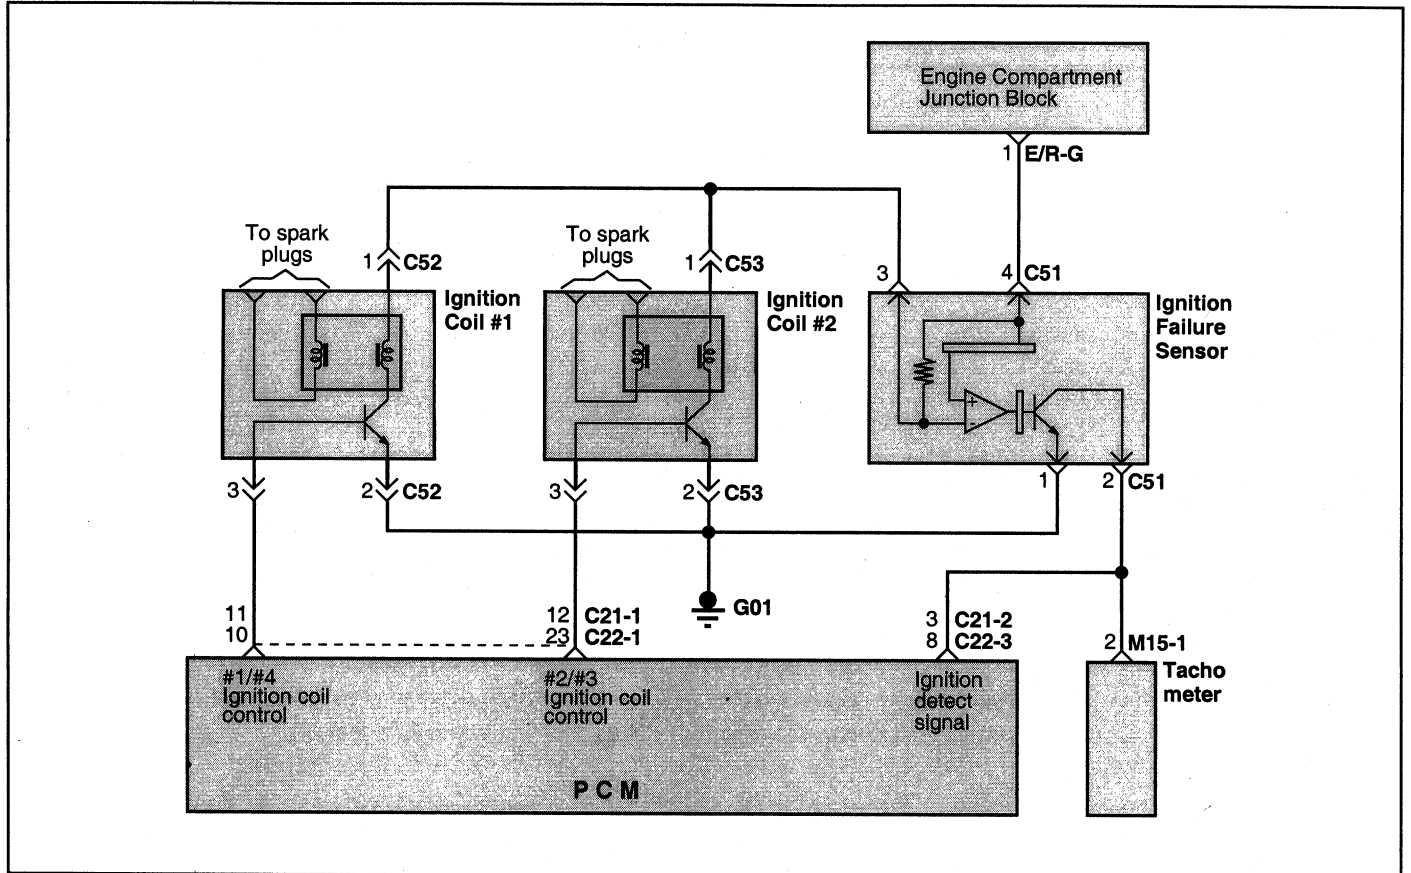 Engine Compartment
Junction Block
1 E/R-G
To spark
plugs
1 C52
To spark
plugs
1 C53
3
4 C51
Ignition
Coil #1
Ignition
Coil #2
Ignition
Failure
Sensor
+
-
3
2 C52
3
2 C53
1
2 C51
G01
11
10
12 C21-1
23 C22-1
3 C21-2
8 C22-3
2 M15-1
Tacho
meter
#1/#4
Ignition coil
control
#2/#3
Ignition coil
control
Ignition
detect
signal
P C M